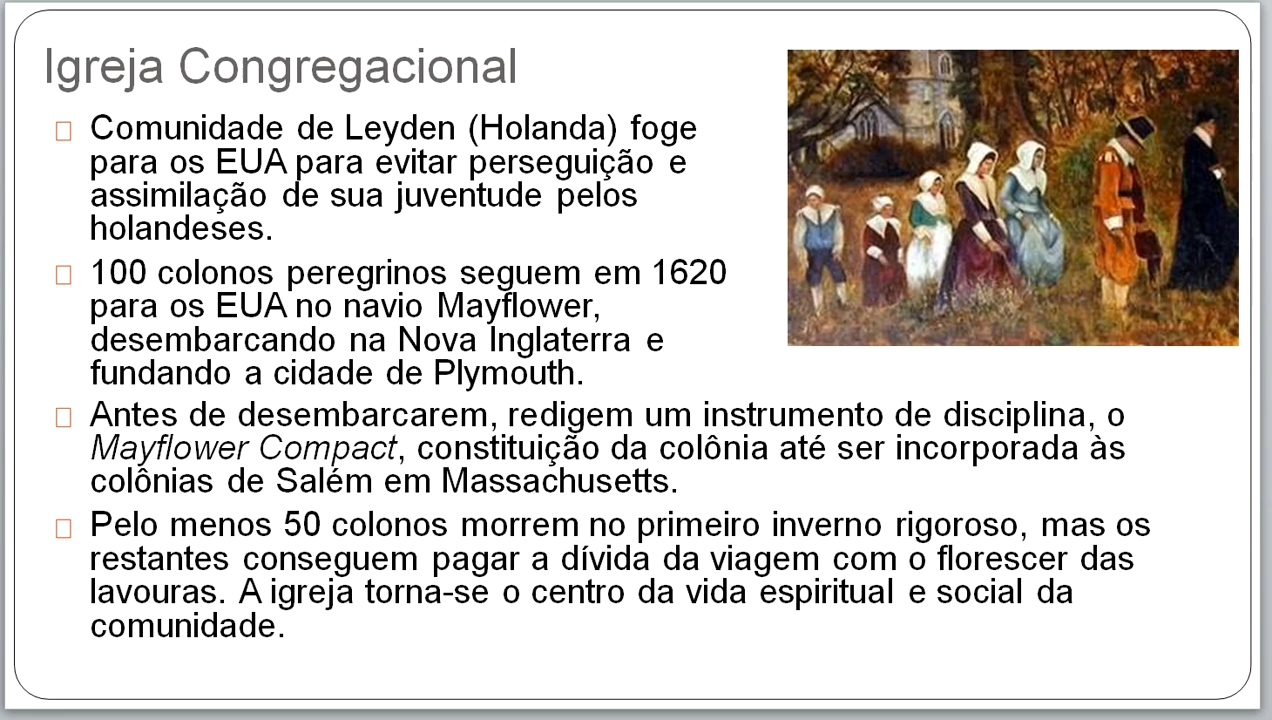 Igreja Congregacional
Comunidade de Leyden (Holanda) foge
para os EUA para evitar perseguição e
assimilação de sua juventude pelos
holandeses.
100 colonos peregrinos seguem em 1620
para os EUA no navio Mayflower,
desembarcando na Nova Inglaterra e
fundando a cidade de Plymouth.
Antes de desembarcarem, redigem um instrumento de disciplina, o
Mayflower Compact, constituição da colônia até ser incorporada às
colônias de Salém em Massachusetts.
Pelo menos 50 colonos morrem no primeiro inverno rigoroso, mas os
restantes conseguem pagar a dívida da viagem com o florescer das
lavouras. A igreja torna-se o centro da vida espiritual e social da
comunidade.